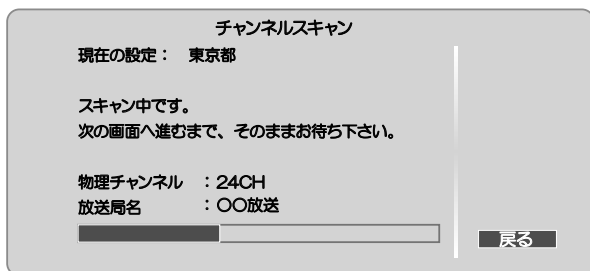 チャンネルスキャン
現在の設定： 東京都
スキャン中です。
次の画面へ進むまで、そのままお待ち下さい。
物理チャンネル ：24CH
放送局名 ：〇〇放送
戻る